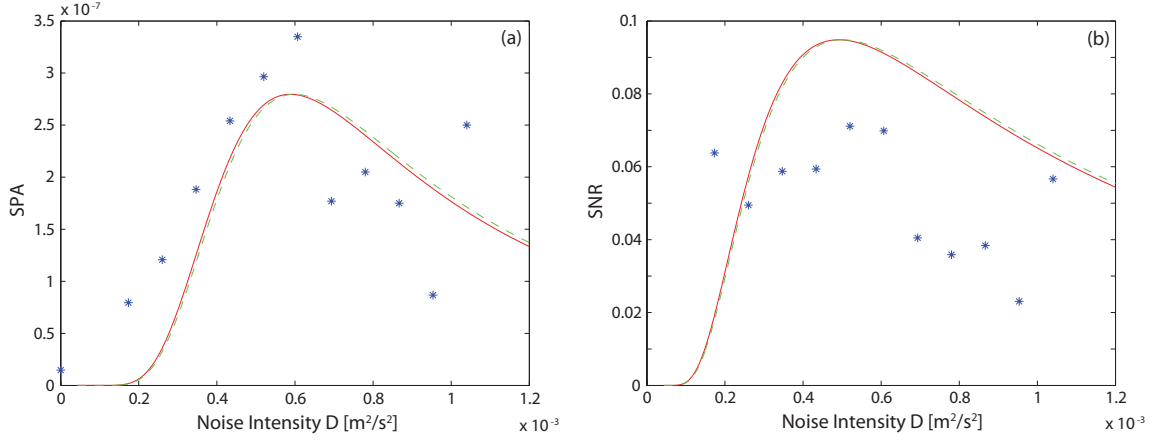 (a)
SPA
3.5
3
2.5
2
1.5
1
0.5
0
x 10⁻⁷
0 0.2 0.4 0.6 0.8 1 1.2
x 10⁻³
Noise Intensity D [m²/s²]
(b)
SNR
0.1
0.08
0.06
0.04
0.02
0
0 0.2 0.4 0.6 0.8 1 1.2
x 10⁻³
Noise Intensity D [m²/s²]